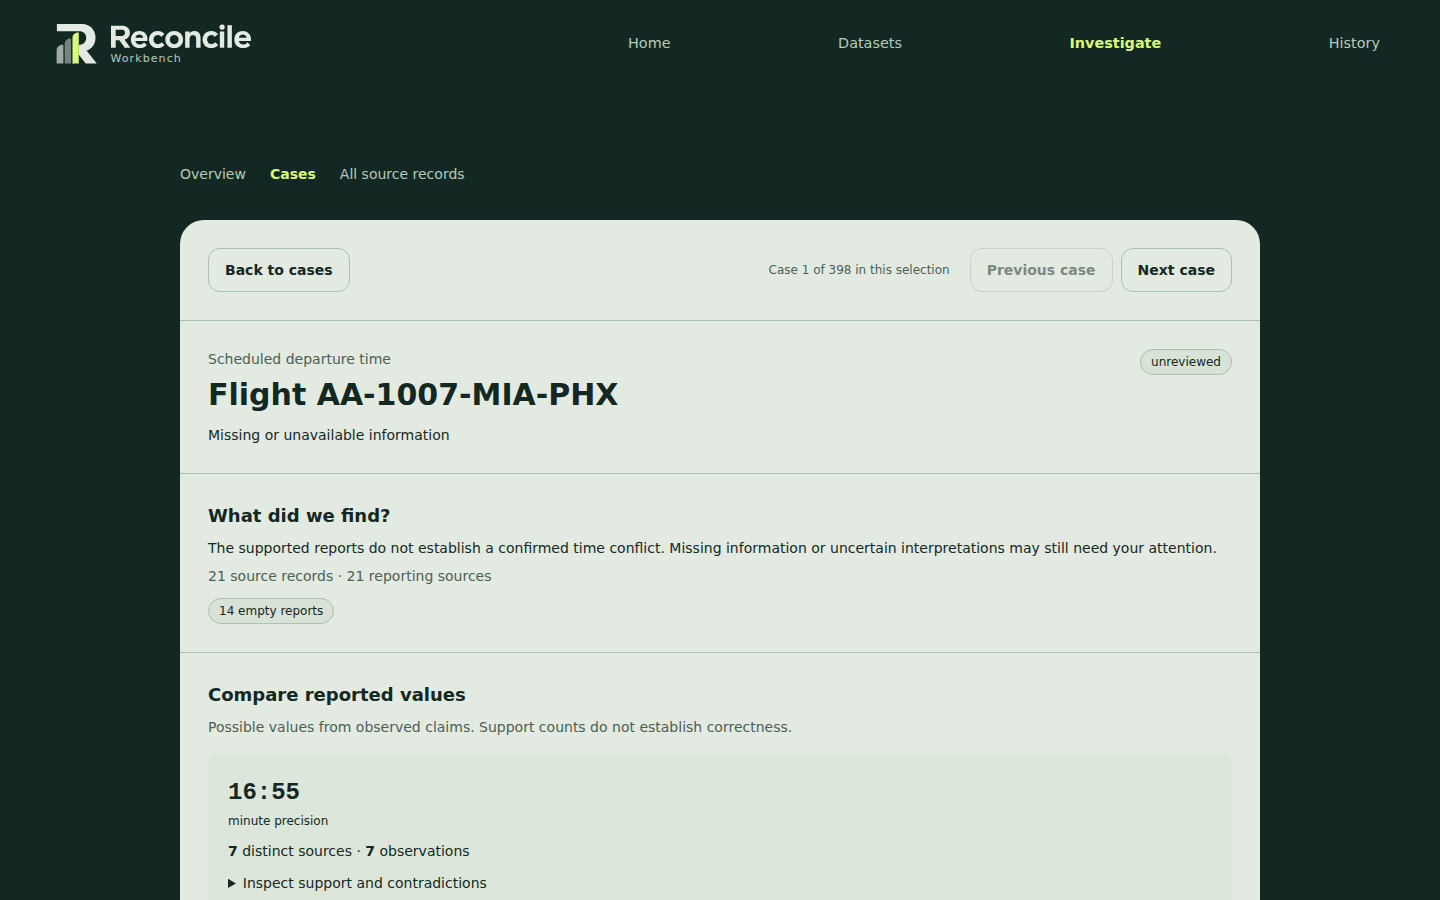 Reconcile
Workbench
Home
Datasets
Investigate
History
Overview
Cases
All source records
Back to cases
Case 1 of 398 in this selection
Previous case
Next case
Scheduled departure time
unreviewed
Flight AA-1007-MIA-PHX
Missing or unavailable information
What did we find?
The supported reports do not establish a confirmed time conflict. Missing information or uncertain interpretations may still need your attention.
21 source records · 21 reporting sources
14 empty reports
Compare reported values
Possible values from observed claims. Support counts do not establish correctness.
16:55
minute precision
7 distinct sources · 7 observations
Inspect support and contradictions